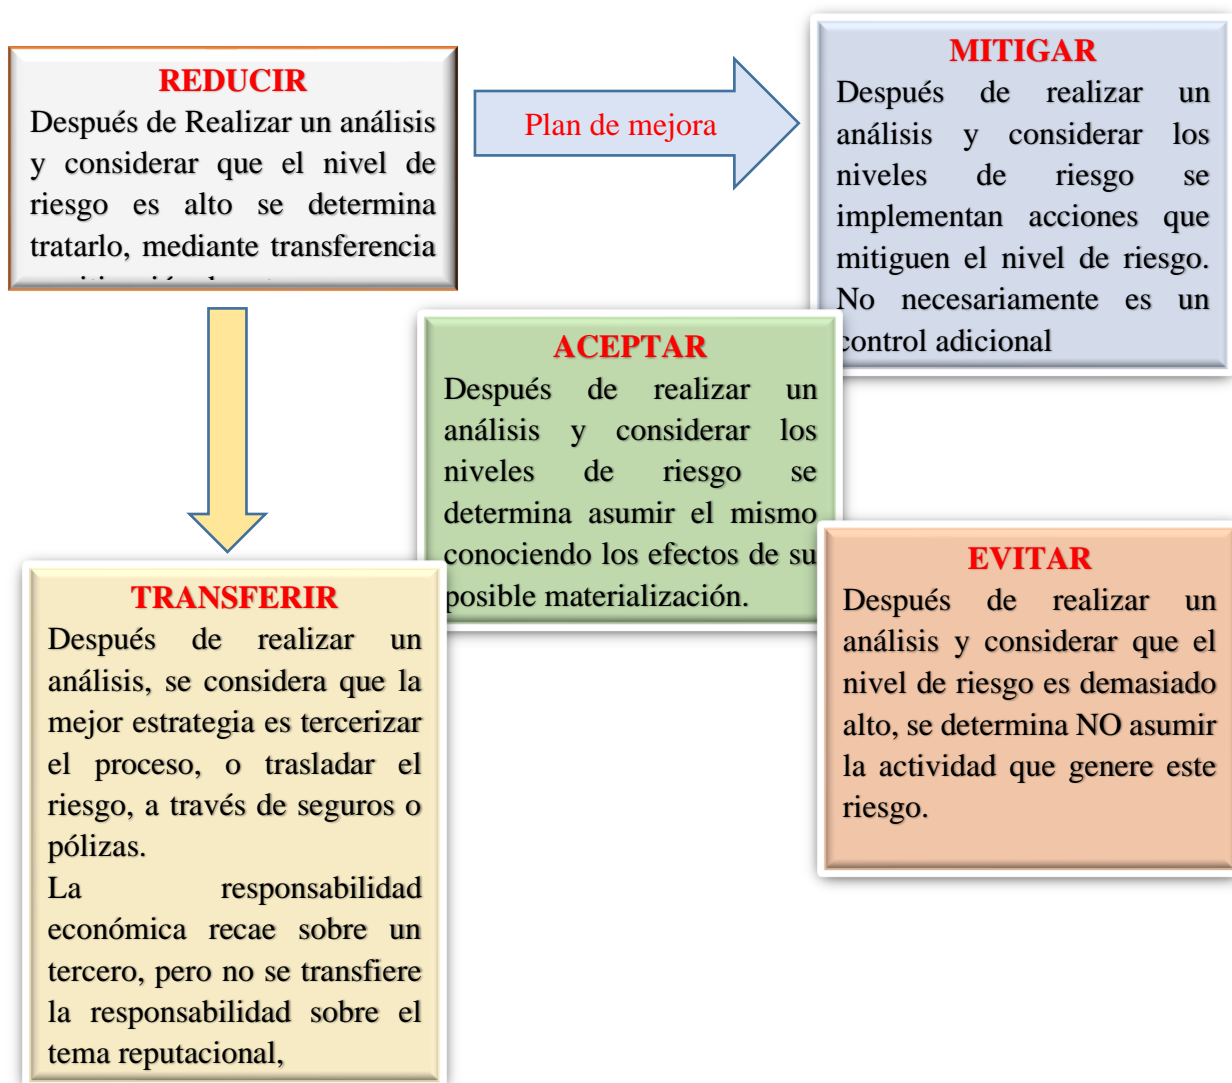 REDUCIR
Después de Realizar un análisis
y considerar que el nivel de
riesgo es alto se determina
tratarlo, mediante transferencia
Plan de mejora
MITIGAR
Después de realizar un
análisis y considerar los
niveles de riesgo se
implementan acciones que
mitiguen el nivel de riesgo.
No necesariamente es un
control adicional
ACEPTAR
Después de realizar un
análisis y considerar los
niveles de riesgo se
determina asumir el mismo
conociendo los efectos de su
posible materialización.
EVITAR
Después de realizar un
análisis y considerar que el
nivel de riesgo es demasiado
alto, se determina NO asumir
la actividad que genere este
riesgo.
TRANSFERIR
Después de realizar un
análisis, se considera que la
mejor estrategia es tercerizar
el proceso, o trasladar el
riesgo, a través de seguros o
pólizas.
La responsabilidad
económica recae sobre un
tercero, pero no se transfiere
la responsabilidad sobre el
tema reputacional,